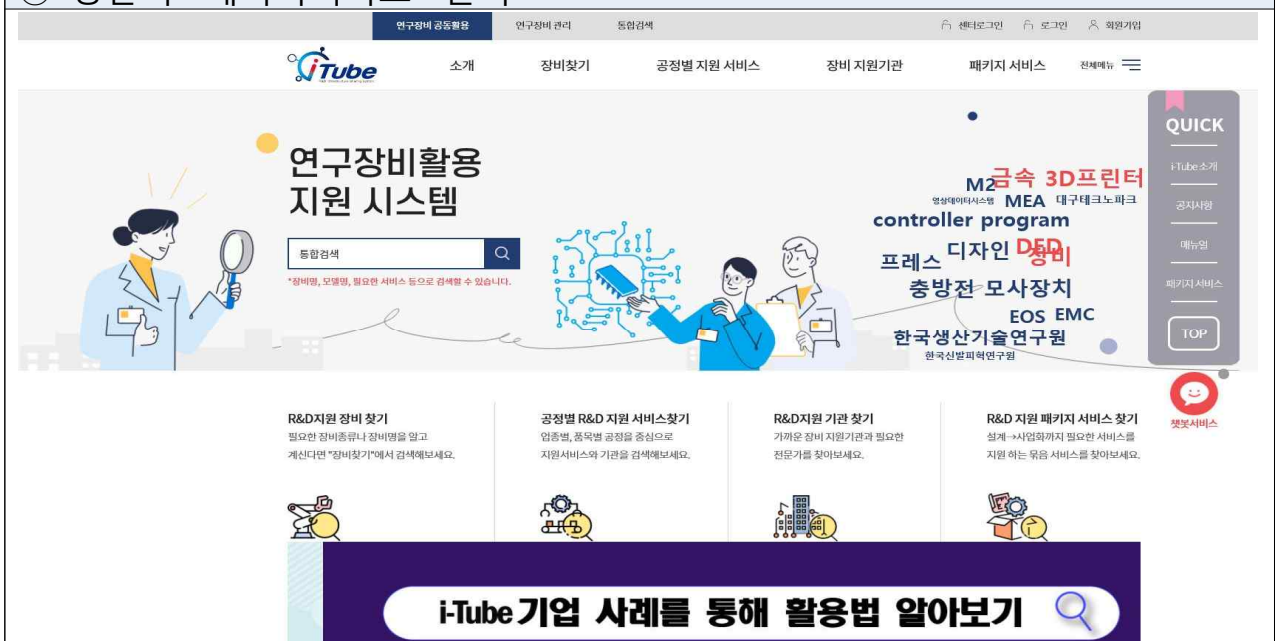 연구장비 공동활용 연구장비 관리 통합검색 센터로그인 로그인 회원가입
iTube 소개 장비찾기 공정별 지원 서비스 장비 지원기관 패키지 서비스 전체메뉴
연구장비활용
지원 시스템
통합검색
*장비명, 모델명, 필요한 서비스 등으로 검색할 수 있습니다.
M2 금속 3D프린터
영상데이터시스템 MEA 대구테크노파크
controller program
프레스 디자인 DED 장비
충방전 모사장치
EOS EMC
한국생산기술연구원
한국신발피혁연구원
QUICK
i-Tube소개
공지사항
매뉴얼
패키지 서비스
TOP
챗봇서비스
R&D지원 장비 찾기
필요한 장비종류나 장비명을 알고
계신다면 "장비찾기"에서 검색해보세요.
공정별 R&D 지원 서비스찾기
업종별, 품목별 공정을 중심으로
지원서비스와 기관을 검색해보세요.
R&D지원 기관 찾기
가까운 장비 지원기관과 필요한
전문가를 찾아보세요.
R&D 지원 패키지 서비스 찾기
설계→사업화까지 필요한 서비스를
지원 하는 묶음 서비스를 찾아보세요.
i-Tube 기업 사례를 통해 활용법 알아보기